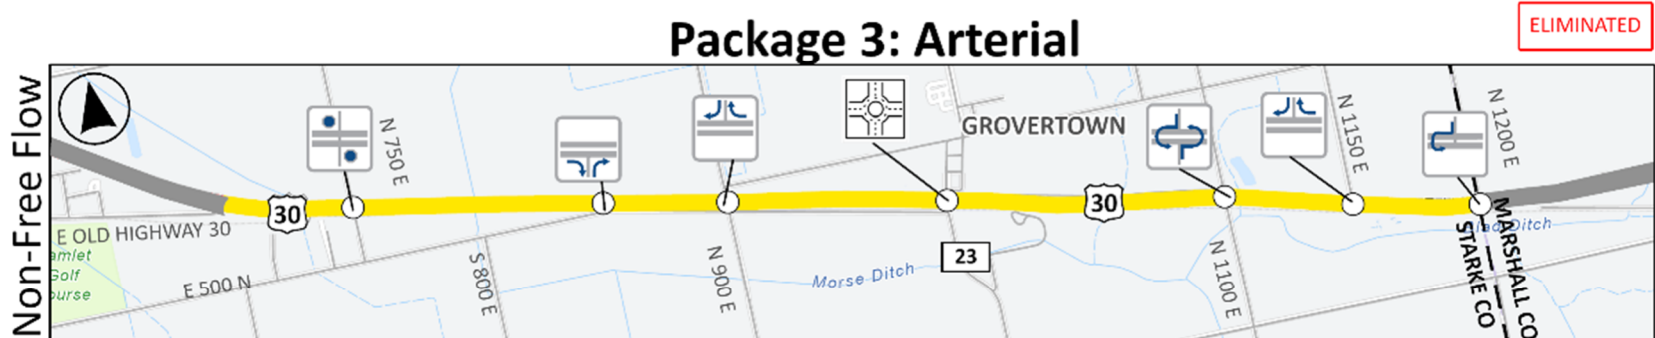 Package 3: Arterial
ELIMINATED
Non-Free Flow
N 750 E
GROVERTOWN
N 1150 E
N 1200 E
30
30
E OLD HIGHWAY 30
amlet
Golf
ourse
E 500 N
S 800 E
N 900 E
Morse Ditch
23
N 1100 E
Ditch
MARSHALL CO
STARKE CO